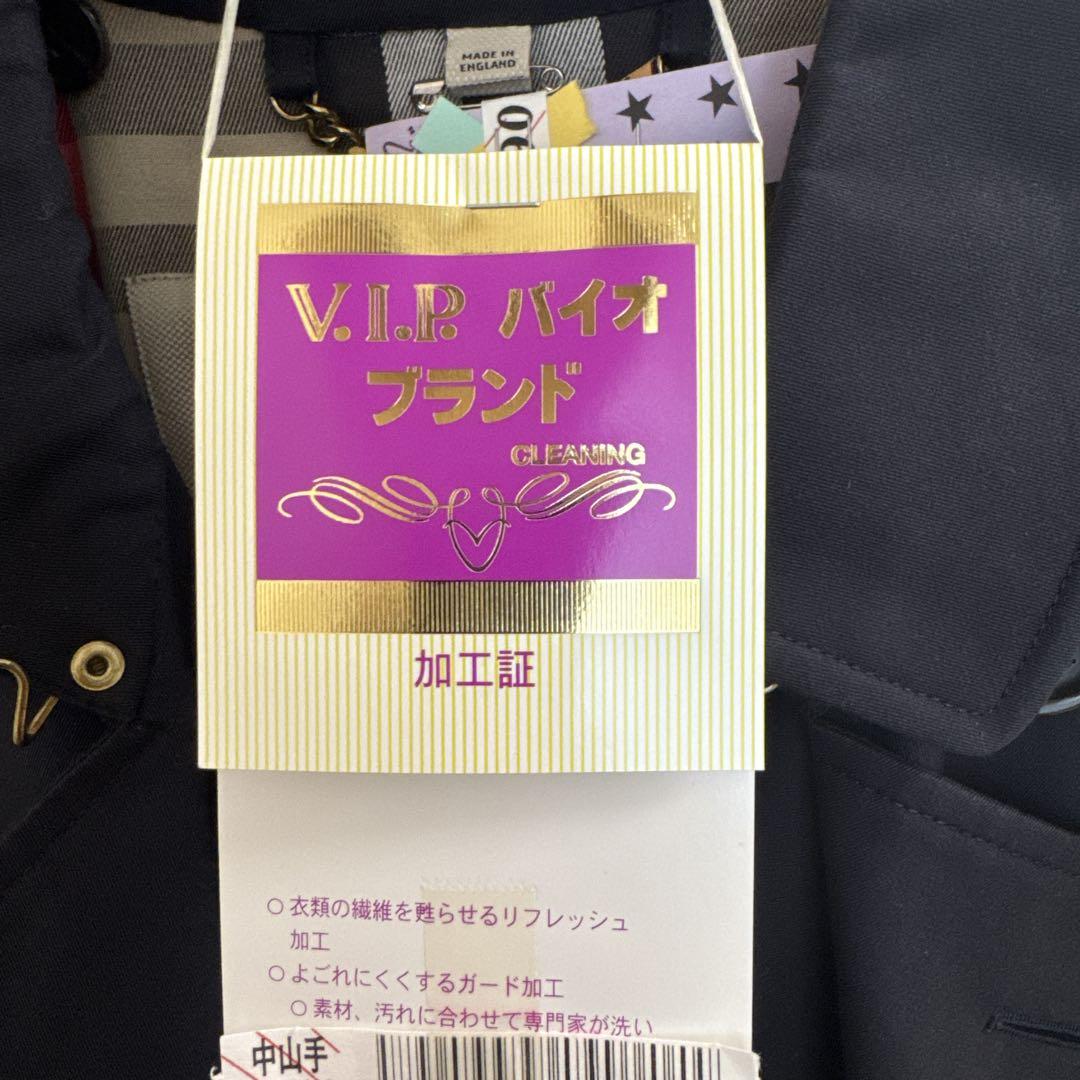 MADE IN
ENGLAND
V.I.P. バイオ
ブランド
CLEANING
加工証
○ 衣類の繊維を甦らせるリフレッシュ
加工
○ よごれにくくするガード加工
○ 素材、汚れに合わせて専門家が洗い
中山手